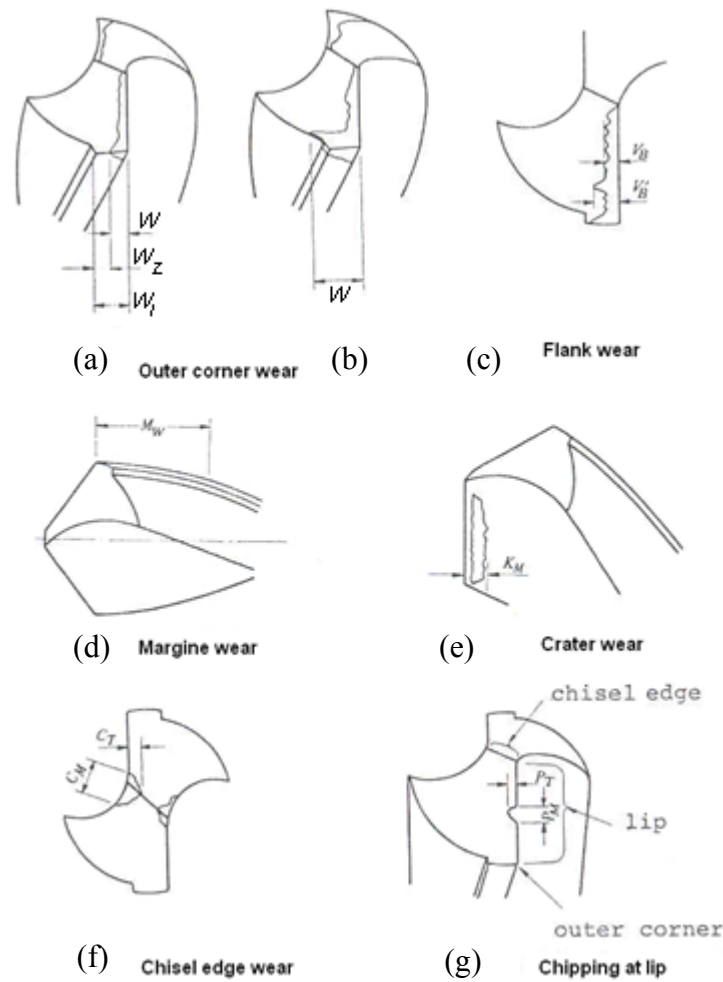 W
W_z
W_1
W
V_B
V_B'
(a) Outer corner wear (b)
(c) Flank wear
M_W
K_M
(d) Margine wear
(e) Crater wear
C_T
C_M
chisel edge
P_T
P_M
lip
outer corner
(f) Chisel edge wear
(g) Chipping at lip